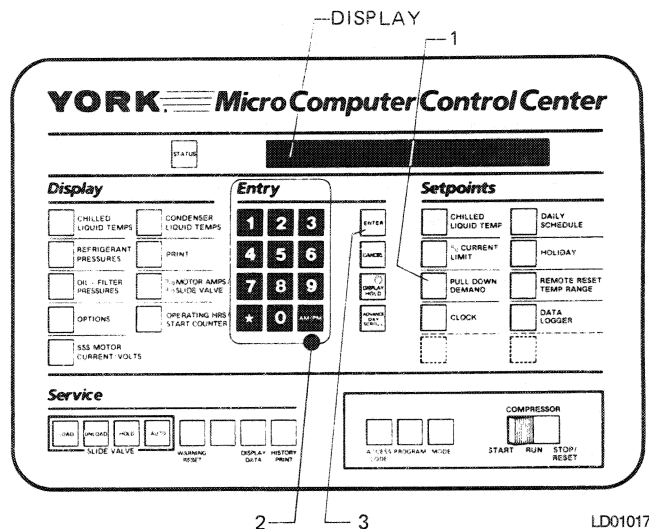 DISPLAY
1
YORK Micro Computer Control Center
STATUS
Display
CHILLED
LIQUID TEMPS
CONDENSER
LIQUID TEMPS
REFRIGERANT
PRESSURES
PRINT
OIL - FILTER
PRESSURES
MOTOR AMPS
SLIDE VALVE
OPTIONS
OPERATING HRS
START COUNTER
SSS MOTOR
CURRENT/VOLTS
Entry
1 2 3
4 5 6
7 8 9
* 0 AM/PM
ENTER
CANCEL
DISPLAY
HOLD
ADVANCE
DAY
SCROLL
Setpoints
CHILLED
LIQUID TEMP
DAILY
SCHEDULE
% CURRENT
LIMIT
HOLIDAY
PULL DOWN
DEMAND
REMOTE RESET
TEMP RANGE
CLOCK
DATA
LOGGER
Service
LOAD UNLOAD HOLD AUTO
SLIDE VALVE
WARNING
RESET
DISPLAY
DATA
HISTORY
PRINT
ACCESS
CODE
PROGRAM
MODE
COMPRESSOR
START RUN STOP/
RESET
2
3
LD01017